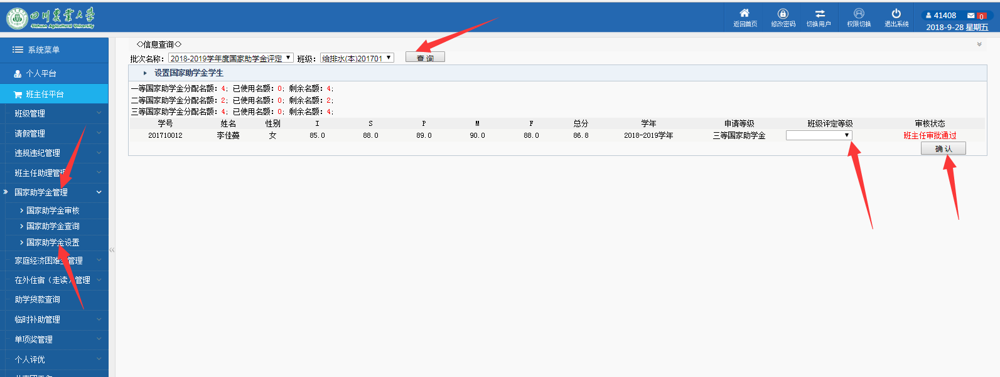 四川农业大学
Sichuan Agricultural University
返回首页
修改密码
切换用户
权限切换
退出系统
41408
0
2018-9-28 星期五
系统菜单
个人平台
班主任平台
班级管理
请假管理
违规违纪管理
班主任助理管理
国家助学金管理
国家助学金审核
国家助学金查询
国家助学金设置
家庭经济困难生管理
在外住宿（走读）管理
助学贷款查询
临时补助管理
单项奖管理
个人评优
<>信息查询<>
批次名称: 2018-2019学年度国家助学金评定 班级: 给排水(本)201701 查 询
设置国家助学金学生
一等国家助学金分配名额: 4; 已使用名额: 0; 剩余名额: 4;
二等国家助学金分配名额: 2; 已使用名额: 0; 剩余名额: 2;
三等国家助学金分配名额: 4; 已使用名额: 0; 剩余名额: 4;
学号 姓名 性别 I S P M F 总分 学年 申请等级 班级评定等级 审核状态
201710012 李佳蓥 女 85.0 88.0 89.0 90.0 88.0 86.8 2018-2019学年 三等国家助学金 班主任审批通过
确 认